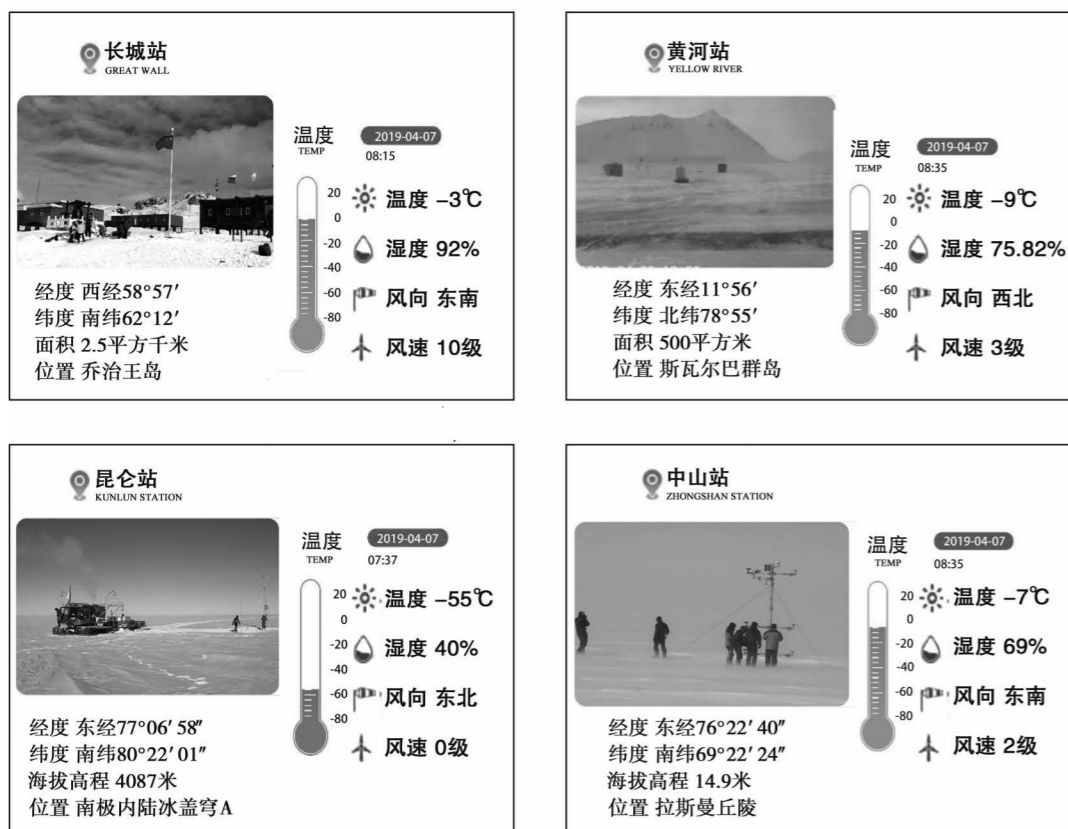 长城站
GREAT WALL
温度
TEMP
2019-04-07
08:15
20
0
-20
-40
-60
-80
温度 -3℃
湿度 92%
风向 东南
风速 10级
经度 西经58°57′
纬度 南纬62°12′
面积 2.5平方千米
位置 乔治王岛
黄河站
YELLOW RIVER
温度
TEMP
2019-04-07
08:35
20
0
-20
-40
-60
-80
温度 -9℃
湿度 75.82%
风向 西北
风速 3级
经度 东经11°56′
纬度 北纬78°55′
面积 500平方米
位置 斯瓦尔巴群岛
昆仑站
KUNLUN STATION
温度
TEMP
2019-04-07
07:37
20
0
-20
-40
-60
-80
温度 -55℃
湿度 40%
风向 东北
风速 0级
经度 东经77°06′58″
纬度 南纬80°22′01″
海拔高程 4087米
位置 南极内陆冰盖穹A
中山站
ZHONGSHAN STATION
温度
TEMP
2019-04-07
08:35
20
0
-20
-40
-60
-80
温度 -7℃
湿度 69%
风向 东南
风速 2级
经度 东经76°22′40″
纬度 南纬69°22′24″
海拔高程 14.9米
位置 拉斯曼丘陵